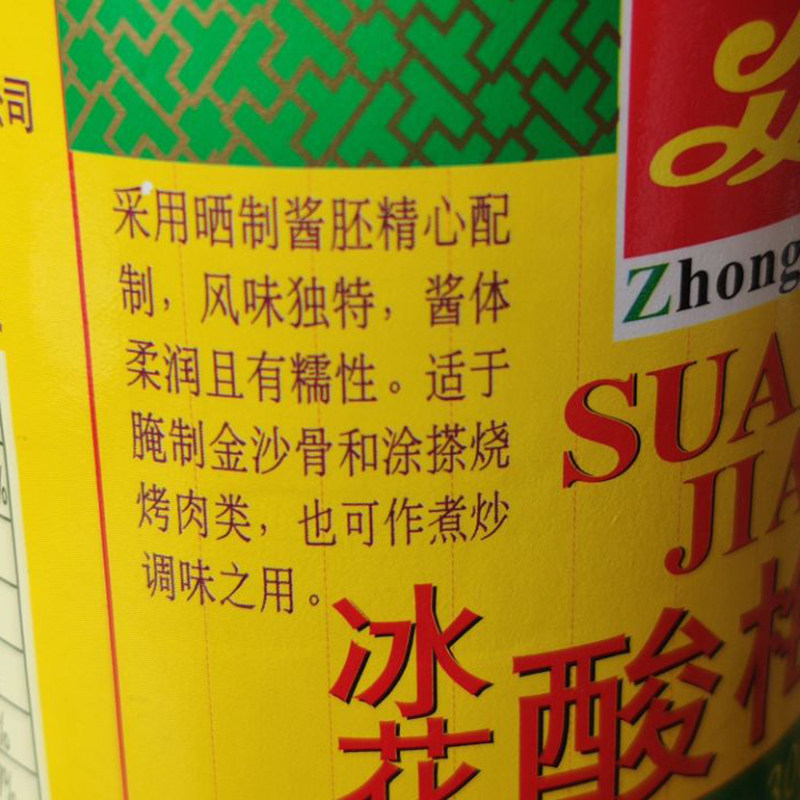 司
采用晒制酱胚精心配
制，风味独特，酱体
柔润且有糯性。适于
腌制金沙骨和涂搽烧
烤肉类，也可作煮炒
调味之用。
Zhong
SUA
JIA
冰花
酸